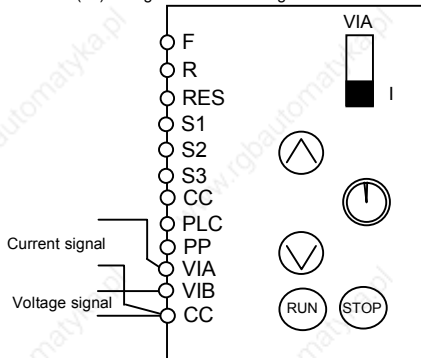 VIA
F
R
RES
I
S1
S2
S3
CC
PLC
PP
Current signal
VIA
VIB
Voltage signal
CC
RUN
STOP